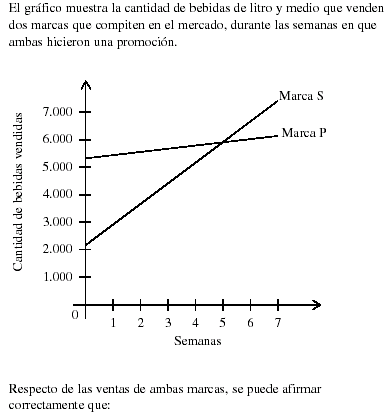 El gráfico muestra la cantidad de bebidas de litro y medio que venden
dos marcas que compiten en el mercado, durante las semanas en que
ambas hicieron una promoción.
Cantidad de bebidas vendidas
7.000
6.000
5.000
4.000
3.000
2.000
1.000
0
1 2 3 4 5 6 7
Semanas
Marca S
Marca P
Respecto de las ventas de ambas marcas, se puede afirmar
correctamente que: